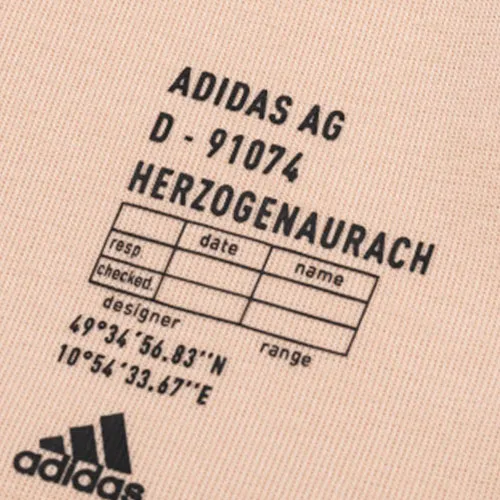 ADIDAS AG
D - 91074
HERZOGENAURACH
date name
resp.
checked.
designer range
49°34´56.83´´N
10°54´33.67´´E
adidas